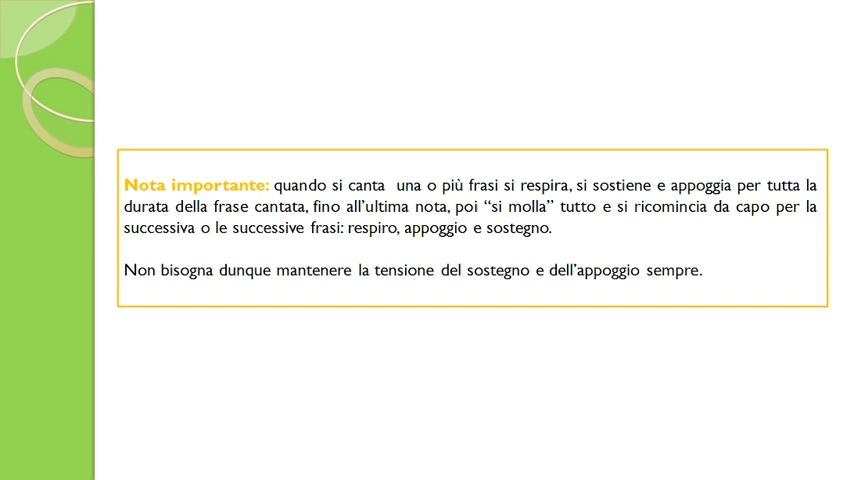 Nota importante: quando si canta  una o più frasi si respira, si sostiene e appoggia per tutta la
durata della frase cantata, fino all’ultima nota, poi “si molla” tutto e si ricomincia da capo per la
successiva o le successive frasi: respiro, appoggio e sostegno.
Non bisogna dunque mantenere la tensione del sostegno e dell’appoggio sempre.